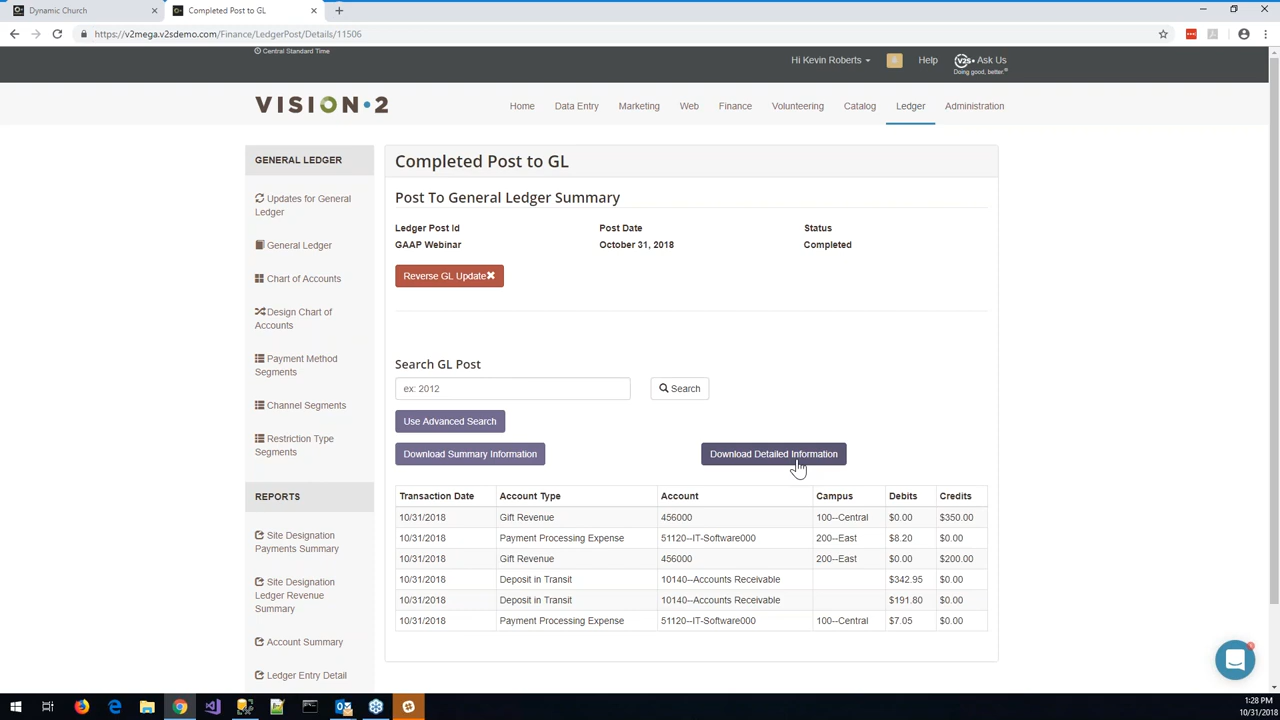 Dynamic Church
Completed Post to GL
https://v2mega.v2sdemo.com/Finance/LedgerPost/Details/11506
Central Standard Time
Hi Kevin Roberts
Help
V2S
Ask Us
Doing good, better.®
VISION·2
Home
Data Entry
Marketing
Web
Finance
Volunteering
Catalog
Ledger
Administration
GENERAL LEDGER
Updates for General
Ledger
General Ledger
Chart of Accounts
Design Chart of
Accounts
Payment Method
Segments
Channel Segments
Restriction Type
Segments
REPORTS
Site Designation
Payments Summary
Site Designation
Ledger Revenue
Summary
Account Summary
Ledger Entry Detail
Completed Post to GL
Post To General Ledger Summary
Ledger Post Id Post Date Status
GAAP Webinar October 31, 2018 Completed
Reverse GL Update
Search GL Post
ex: 2012
Search
Use Advanced Search
Download Summary Information
Download Detailed Information
Transaction Date Account Type Account Campus Debits Credits
10/31/2018 Gift Revenue 456000 100--Central $0.00 $350.00
10/31/2018 Payment Processing Expense 51120--IT-Software000 200--East $8.20 $0.00
10/31/2018 Gift Revenue 456000 200--East $0.00 $200.00
10/31/2018 Deposit in Transit 10140--Accounts Receivable $342.95 $0.00
10/31/2018 Deposit in Transit 10140--Accounts Receivable $191.80 $0.00
10/31/2018 Payment Processing Expense 51120--IT-Software000 100--Central $7.05 $0.00
1:28 PM
10/31/2018